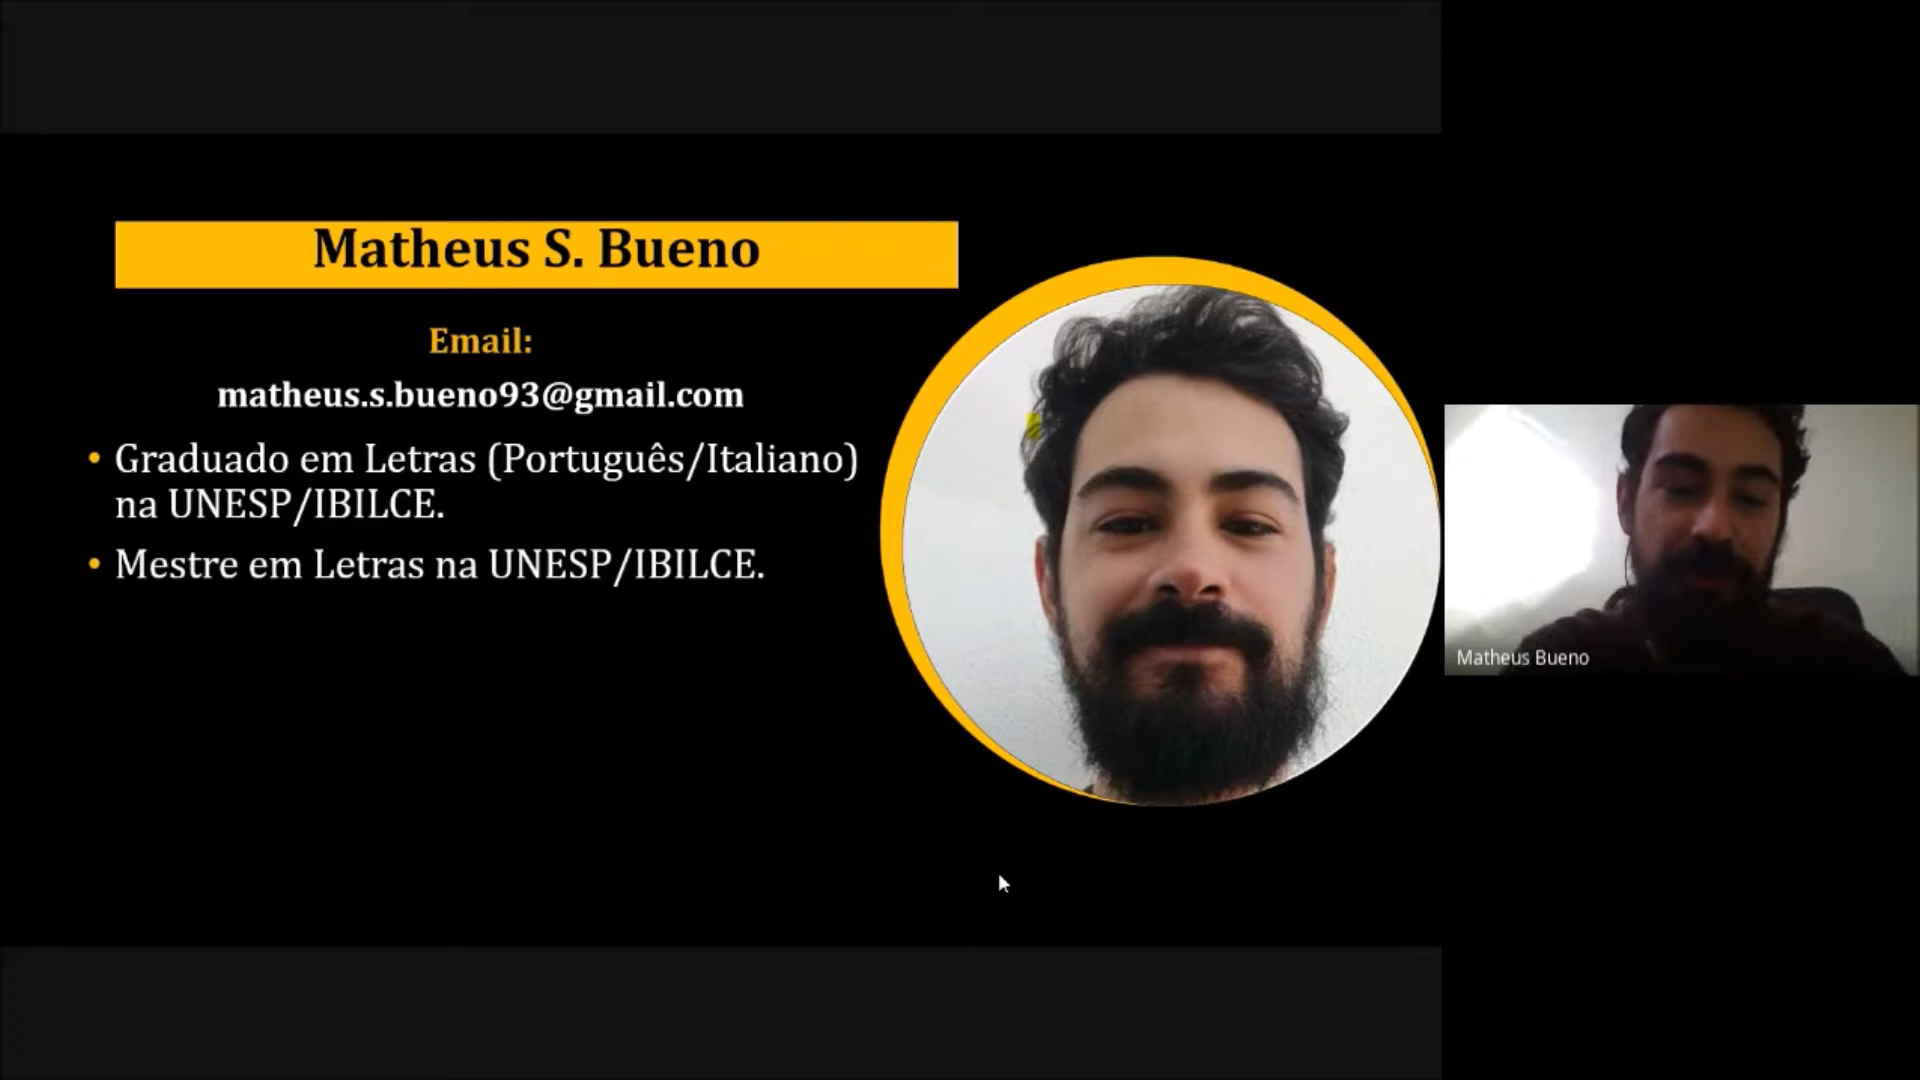 Matheus S. Bueno
Email:
matheus.s.bueno93@gmail.com
• Graduado em Letras (Português/Italiano)
na UNESP/IBILCE.
• Mestre em Letras na UNESP/IBILCE.
Matheus Bueno